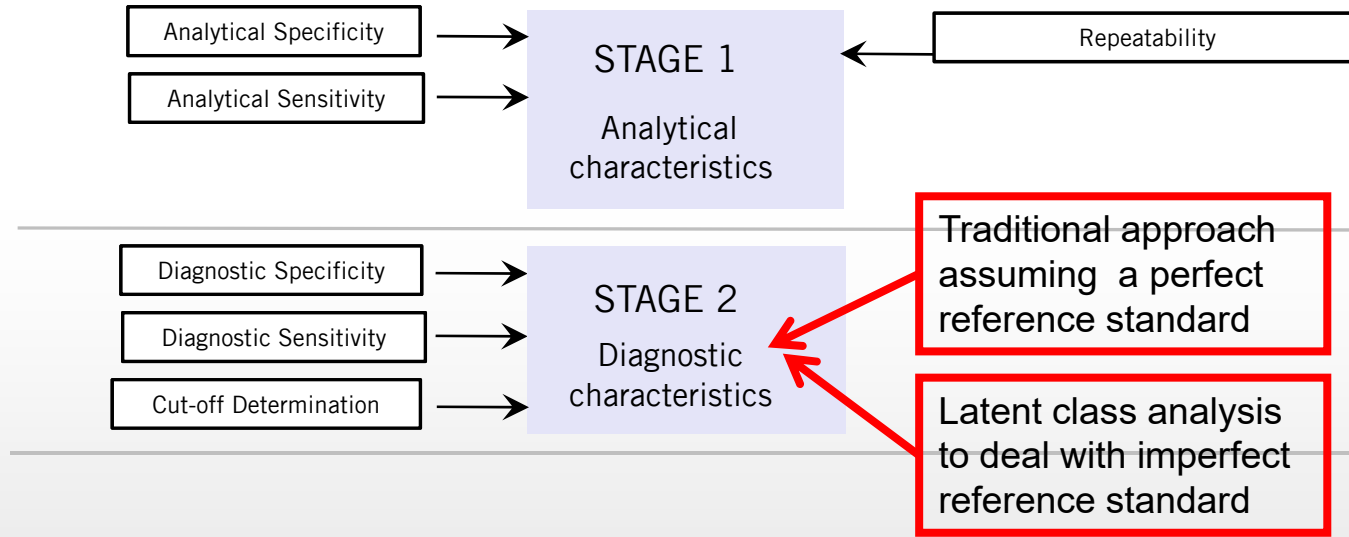 Analytical Specificity
Analytical Sensitivity
STAGE 1
Analytical
characteristics
Repeatability
Diagnostic Specificity
Diagnostic Sensitivity
Cut-off Determination
STAGE 2
Diagnostic
characteristics
Traditional approach
assuming a perfect
reference standard
Latent class analysis
to deal with imperfect
reference standard